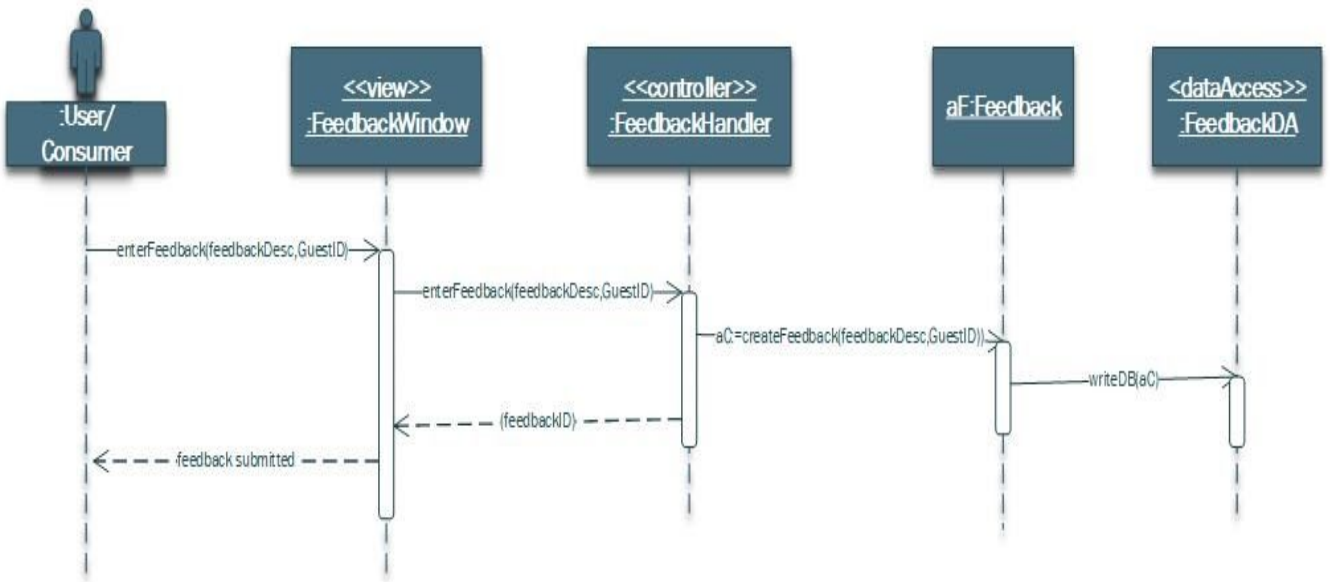 :User/
Consumer
<<view>>
:FeedbackWindow
<<controller>>
:FeedbackHandler
aF:Feedback
<dataAccess>>
:FeedbackDA
enterFeedback(feedbackDesc,GuestID)
enterFeedback(feedbackDesc,GuestID)
aC:=createFeedback(feedbackDesc,GuestID))
writeDB(aC)
(feedbackID)
feedback submitted